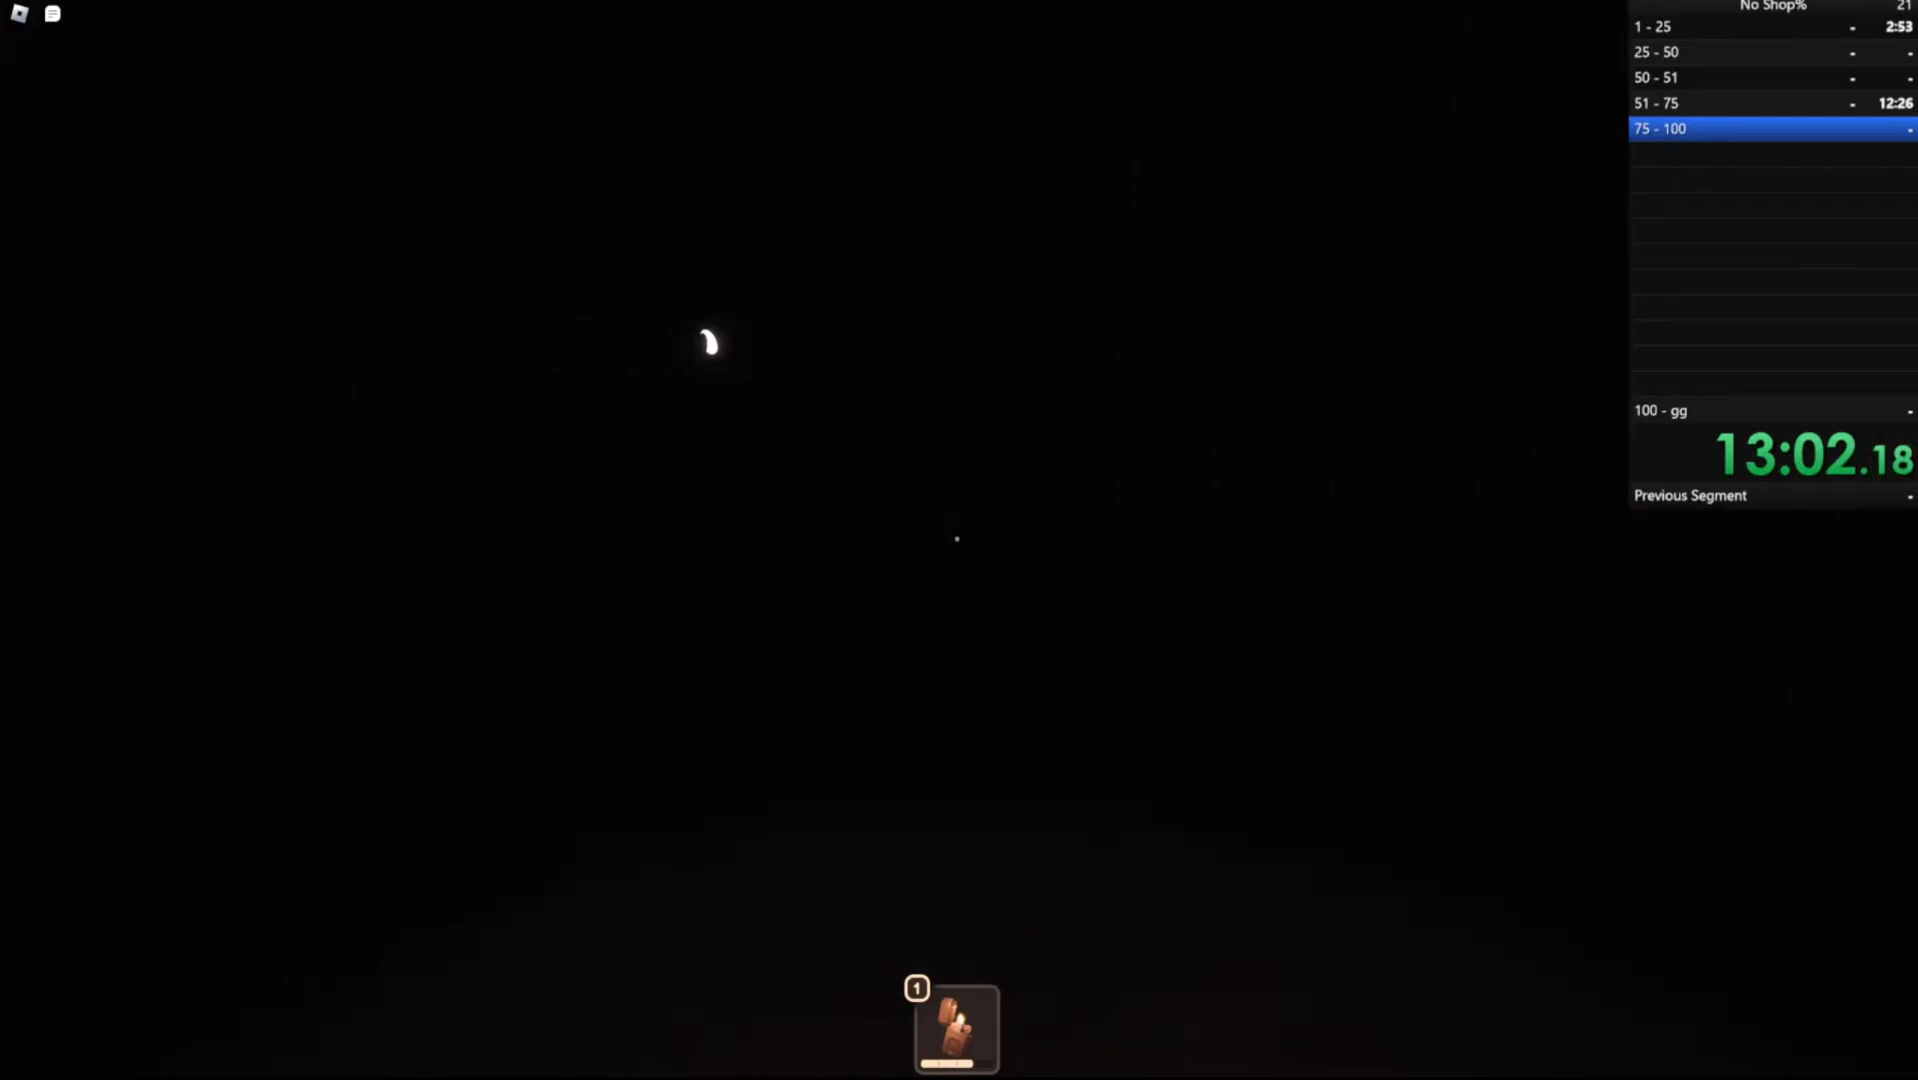 No Shop% 21
1 - 25 - 2:53
25 - 50 - -
50 - 51 - -
51 - 75 - 12:26
75 - 100 -
100 - gg -
13:02.18
Previous Segment -
1